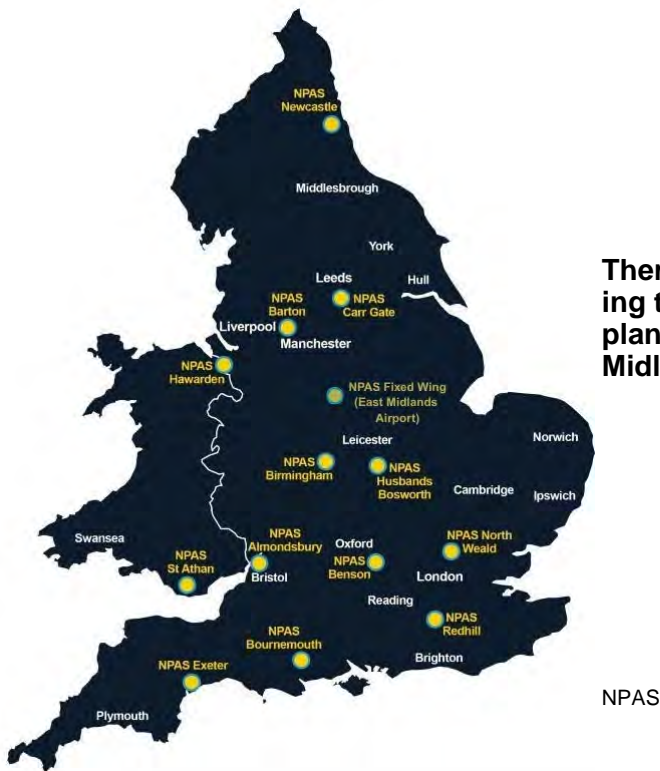 NPAS
Newcastle
Middlesbrough
York
Leeds
Hull
NPAS
Barton
NPAS
Carr Gate
Liverpool
Manchester
NPAS
Hawarden
NPAS Fixed Wing
(East Midlands
Airport)
Leicester
Norwich
NPAS
Birmingham
NPAS
Husbands
Bosworth
Cambridge
Ipswich
Swansea
NPAS
St Athan
NPAS
Almondsbury
Bristol
Oxford
NPAS
Benson
NPAS North
Weald
London
Reading
NPAS
Redhill
NPAS
Bournemouth
Brighton
NPAS Exeter
Plymouth
Ther
ing t
plan
Midl
NPAS